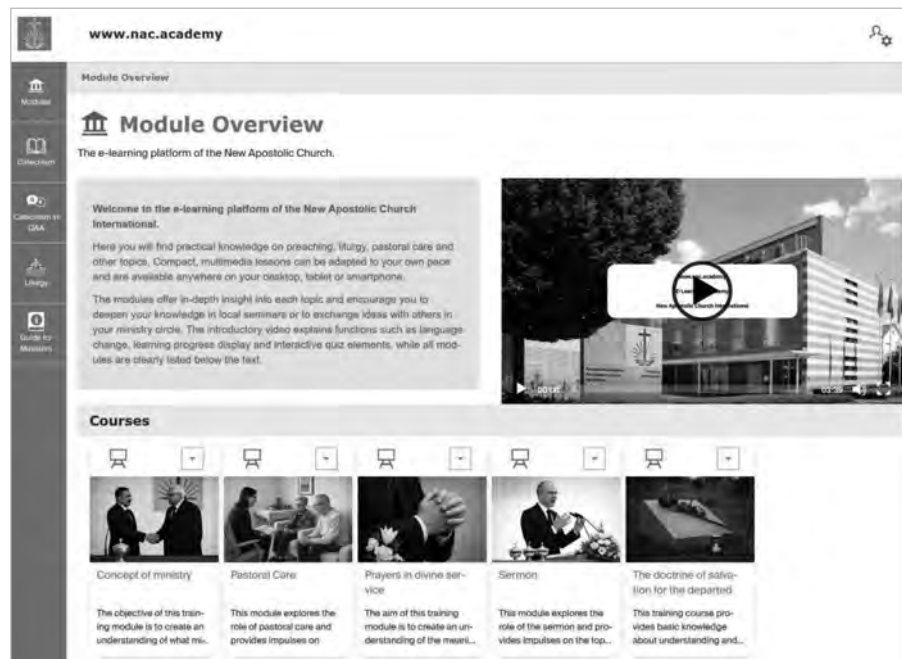 www.nac.academy
Module Overview
Modules
Catechism
Catechism in
Q&A
Liturgy
Guide for
Ministers
Module Overview
The e-learning platform of the New Apostolic Church.
Welcome to the e-learning platform of the New Apostolic Church
International.
Here you will find practical knowledge on preaching, liturgy, pastoral care and
other topics. Compact, multimedia lessons can be adapted to your own pace
and are available anywhere on your desktop, tablet or smartphone.
The modules offer in-depth insight into each topic and encourage you to
deepen your knowledge in local seminars or to exchange ideas with others in
your ministry circle. The introductory video explains functions such as language
change, learning progress display and interactive quiz elements, while all mod-
ules are clearly listed below the text.
www.nac.academy
New Apostolic Church International
Courses
Concept of ministry
The objective of this train-
ing module is to create an
understanding of what mi...
Pastoral Care
This module explores the
role of pastoral care and
provides impulses on
Prayers in divine ser-
vice
The aim of this training
module is to create an un-
derstanding of the meani...
Sermon
This module explores the
role of the sermon and pro-
vides impulses on the top...
The doctrine of salva-
tion for the departed
This training course pro-
vides basic knowledge
about understanding and...